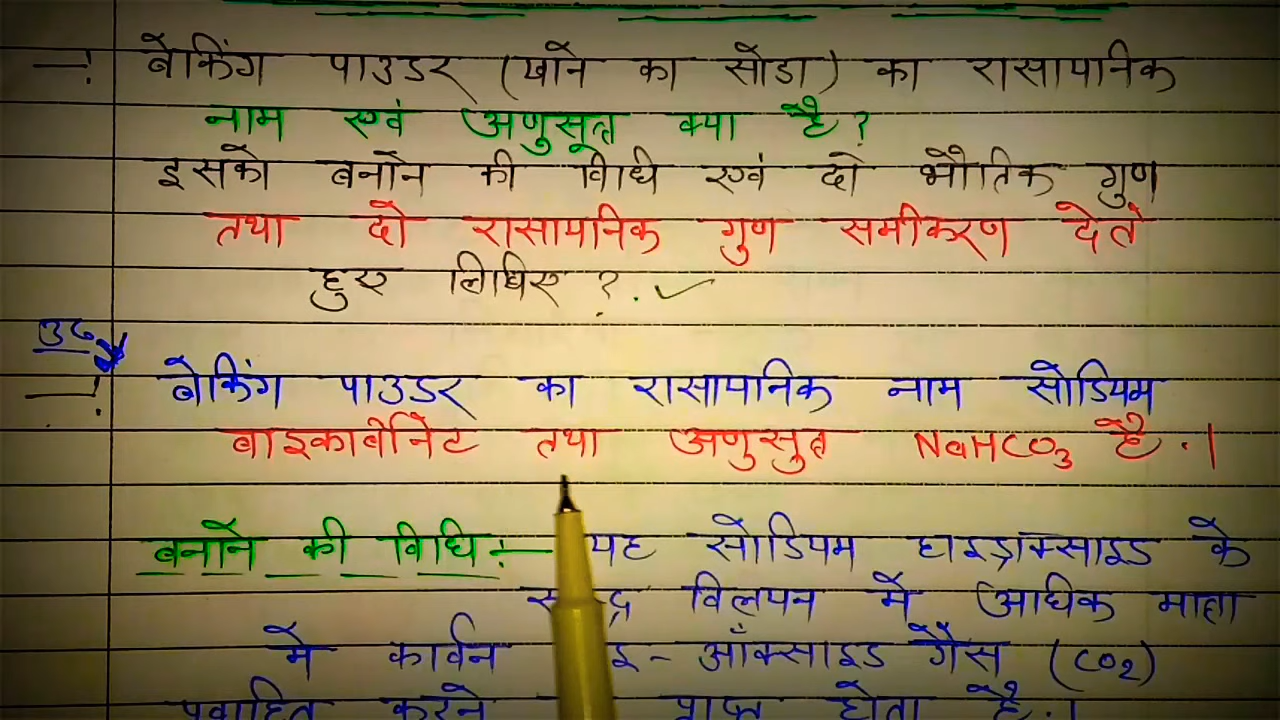 बेकिंग पाउडर (खाने का सोडा) का रासायनिक
नाम एवं अणुसूत्र क्या है?
इसको बनाने की विधि एवं दो भौतिक गुण
तथा दो रासायनिक गुण समीकरण देते
हुए लिखिए?
उ०
बेकिंग पाउडर का रासायनिक नाम सोडियम
बाइकार्बोनेट तथा अणुसुत्र NaHCO3 है.।
बनाने की विधि:— यह सोडियम हाइड्राक्साइड के
विलयन में अधिक मात्रा
में कार्वन इ-ऑक्साइड गैस (CO2)
प्रवाहित करने प्राप्त होता है.।